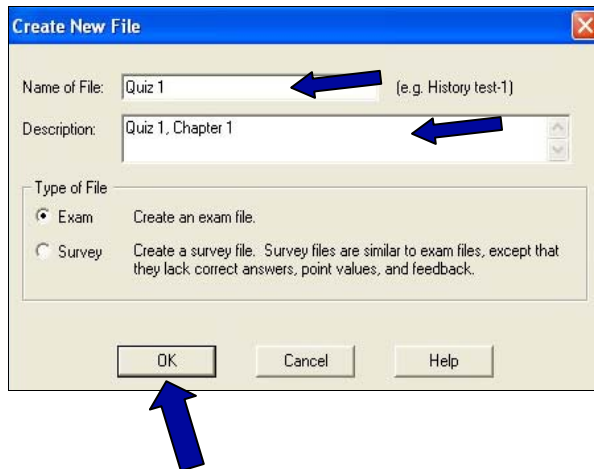 Create New File
Name of File: Quiz 1 (e.g. History test-1)
Description: Quiz 1, Chapter 1
Type of File
Exam Create an exam file.
Survey Create a survey file. Survey files are similar to exam files, except that
they lack correct answers, point values, and feedback.
OK Cancel Help